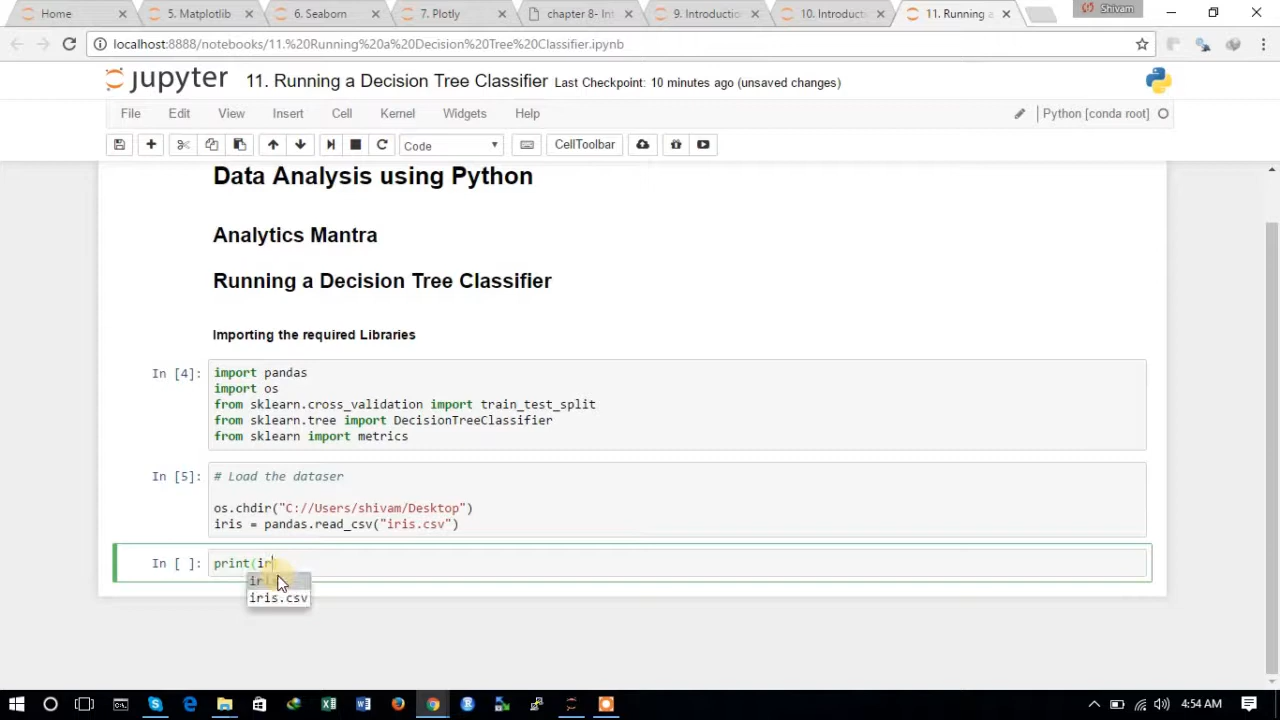 Home
5. Matplotlib
6. Seaborn
7. Plotly
chapter 8- Int
9. Introduction
10. Introducti
11. Running a
Shivam
localhost:8888/notebooks/11.%20Running%20a%20Decision%20Tree%20Classifier.ipynb
jupyter 11. Running a Decision Tree Classifier Last Checkpoint: 10 minutes ago (unsaved changes)
File Edit View Insert Cell Kernel Widgets Help Python [conda root]
Code CellToolbar
Data Analysis using Python
Analytics Mantra
Running a Decision Tree Classifier
Importing the required Libraries
In [4]: import pandas
import os
from sklearn.cross_validation import train_test_split
from sklearn.tree import DecisionTreeClassifier
from sklearn import metrics
In [5]: # Load the dataser
os.chdir("C://Users/shivam/Desktop")
iris = pandas.read_csv("iris.csv")
In [ ]: print(ir
iris
iris.csv
4:54 AM